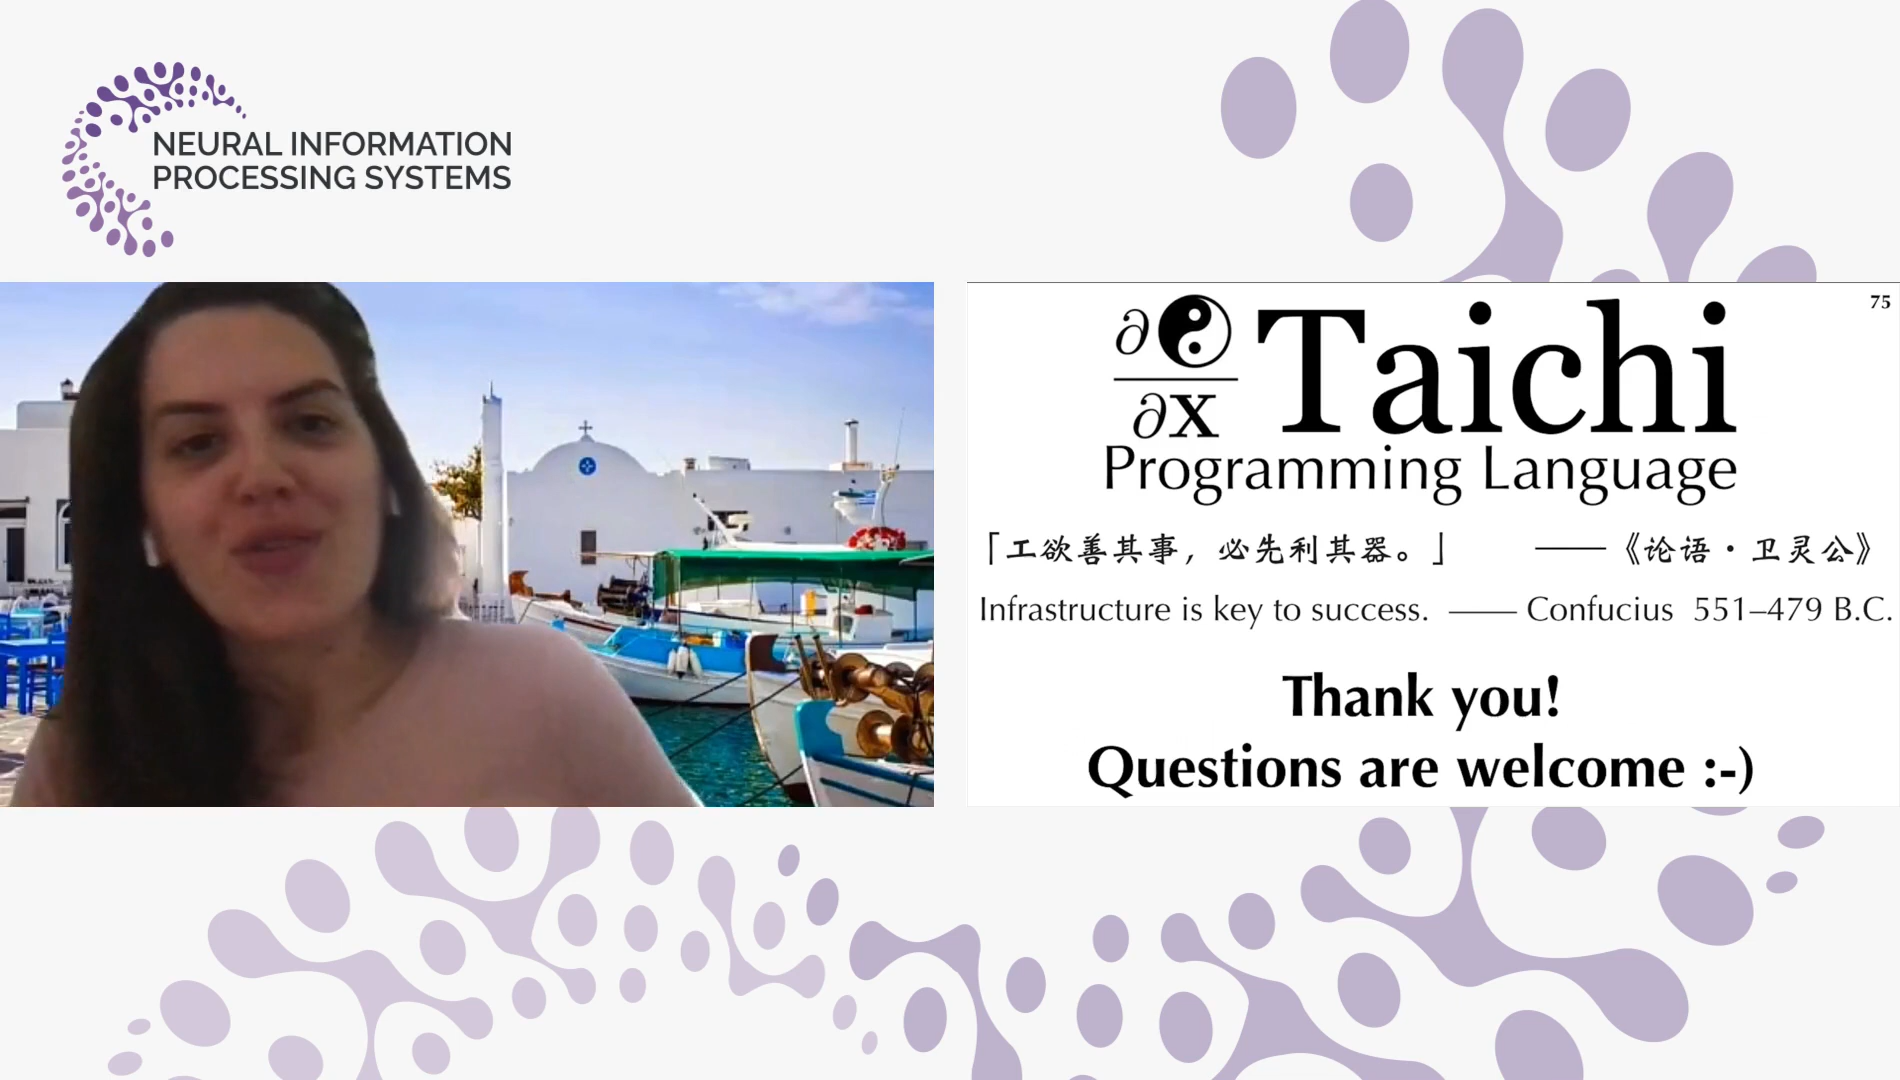 NEURAL INFORMATION
PROCESSING SYSTEMS
75
∂ Taichi
∂x
Programming Language
「工欲善其事，必先利其器。」 ——《论语·卫灵公》
Infrastructure is key to success. —— Confucius 551–479 B.C.
Thank you!
Questions are welcome :-)